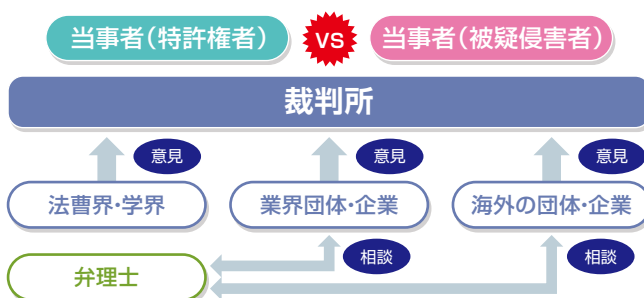 当事者（特許権者）
VS
当事者（被疑侵害者）
裁判所
意見
意見
意見
法曹界・学界
業界団体・企業
海外の団体・企業
相談
相談
弁理士